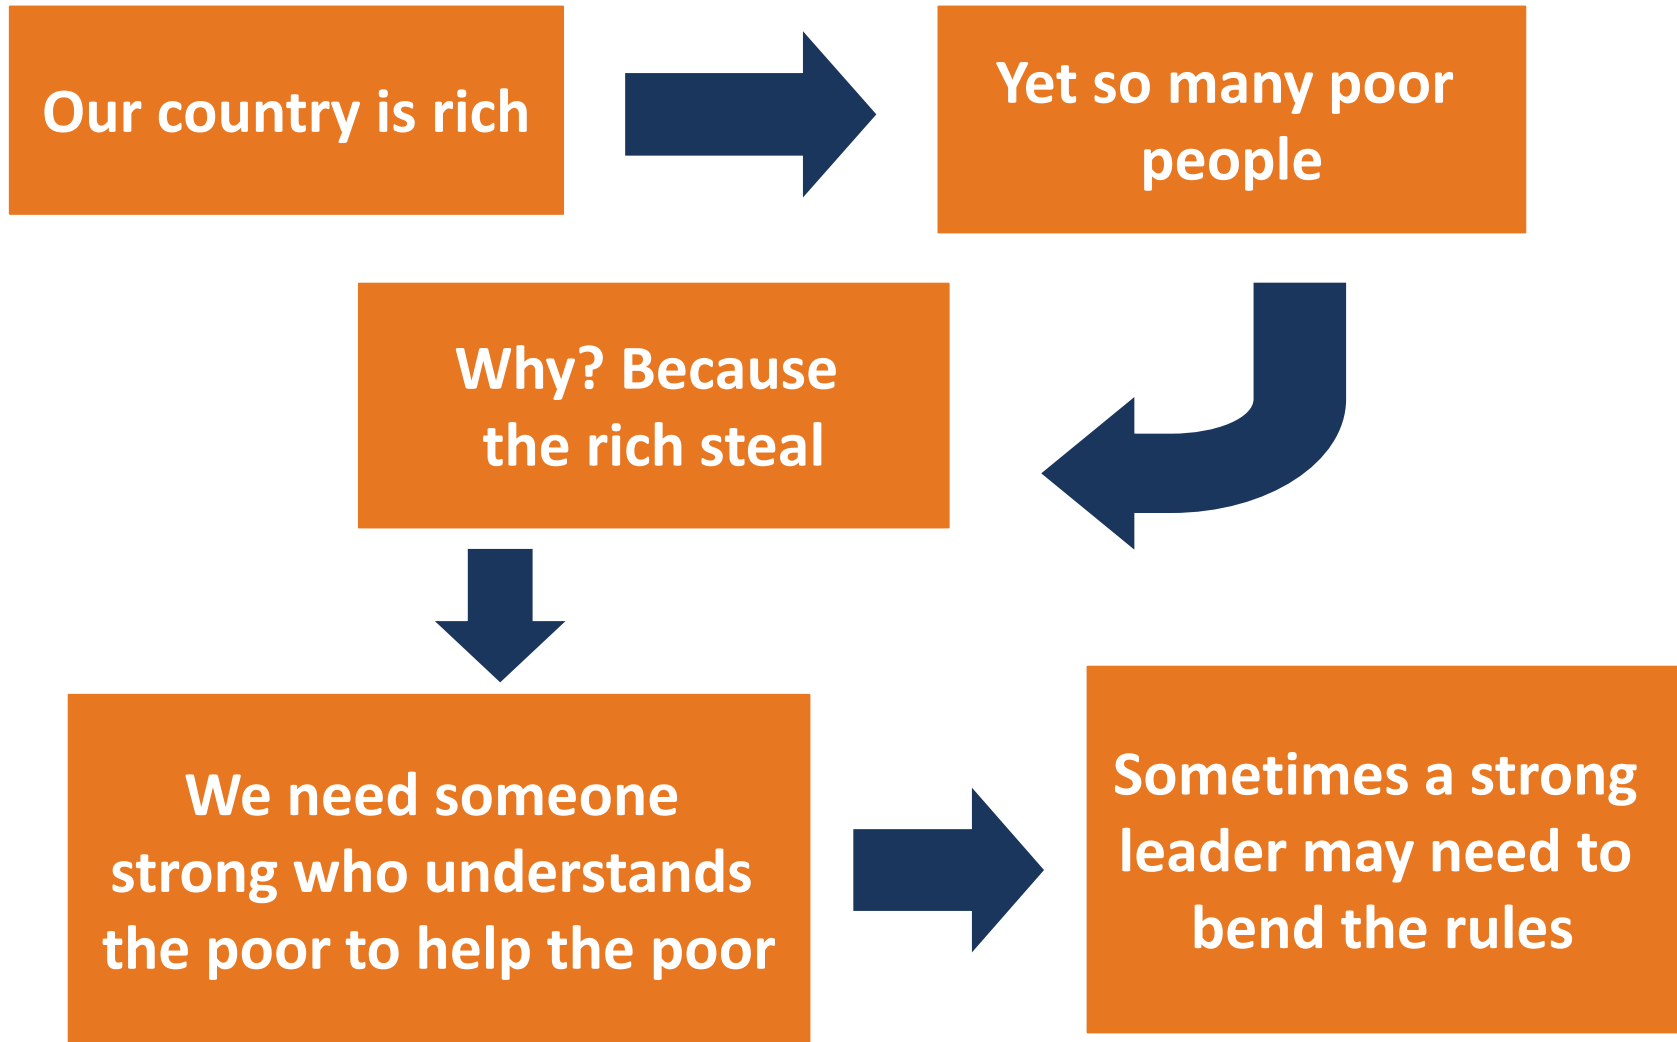 Our country is rich
Yet so many poor
people
Why? Because
the rich steal
We need someone
strong who understands
the poor to help the poor
Sometimes a strong
leader may need to
bend the rules